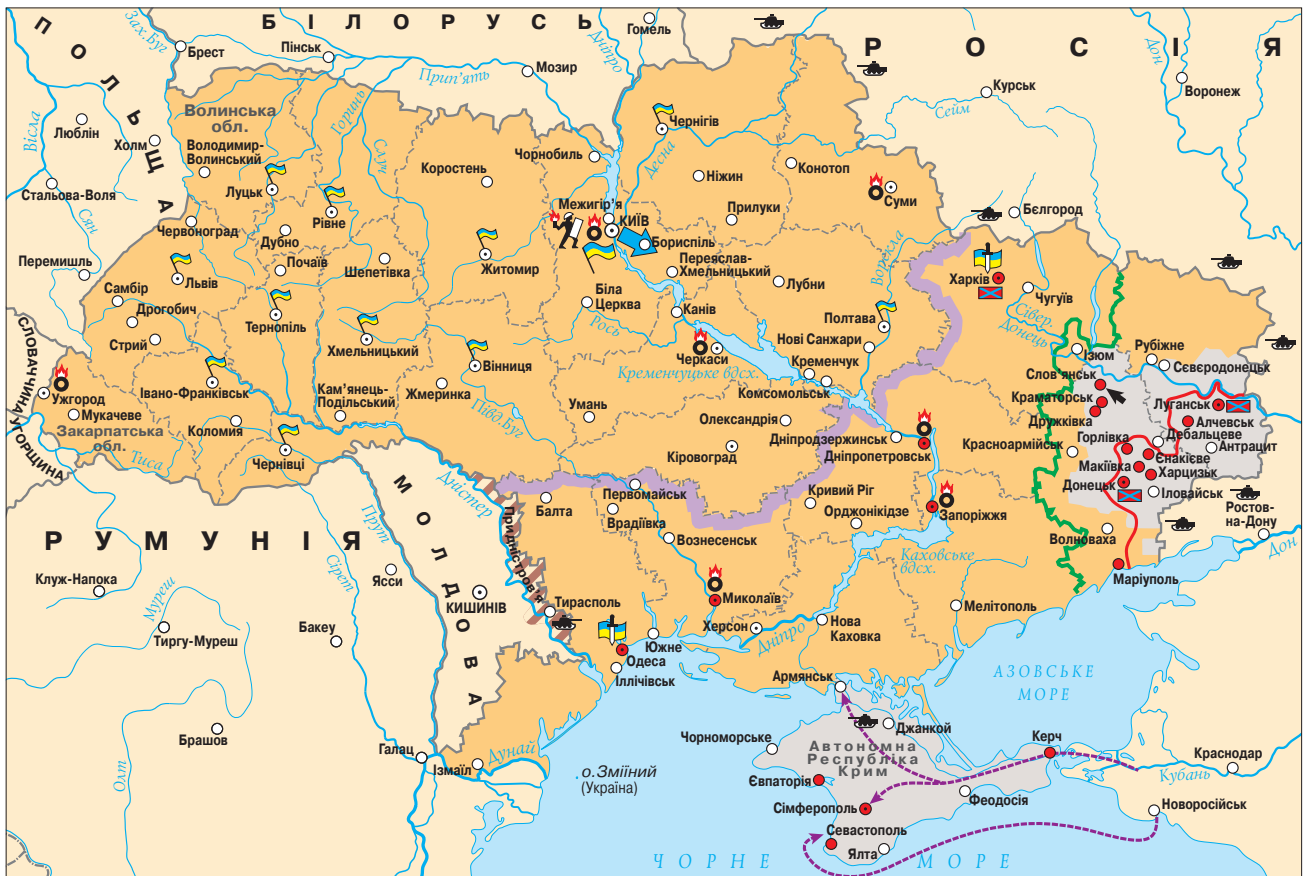 БІЛОРУСЬ
ПОЛЬЩА
РОСІЯ
Зах.Буг
Брест
Пінськ
Прип'ять
Мозир
Дніпро
Гомель
Курськ
Дон
Воронеж
Сейм
Вісла
Люблін
Холм
Волинська
обл.
Володимир-
Волинський
Луцьк
Горинь
Случ
Рівне
Коростень
Чорнобиль
Чернігів
Десна
Ніжин
Конотоп
Суми
Бєлгород
Стальова-Воля
Сян
Червоноград
Дубно
Почаїв
Шепетівка
Житомир
Межигір'я
КИЇВ
Бориспіль
Прилуки
Переяслав-
Хмельницький
Ворскла
Харків
Чугуїв
Сівер.
Донець
Перемишль
Самбір
Дрогобич
Стрий
Львів
Тернопіль
Хмельницький
Біла
Церква
Рось
Канів
Лубни
Полтава
Нові Санжари
Кременчук
Черкаси
Кременчуцьке вдсх.
Комсомольськ
Ізюм
Рубіжне
Сєвєродонецьк
Слов'янськ
Краматорськ
Дружківка
Луганськ
Алчевськ
СЛОВАЧЧИНА
УГОРЩИНА
Ужгород
Мукачеве
Закарпатська
обл.
Тиса
Івано-Франківськ
Коломия
Чернівці
Кам'янець-
Подільський
Жмеринка
Вінниця
Півд.Буг
Умань
Олександрія
Кіровоград
Дніпродзержинськ
Дніпропетровськ
Красноармійськ
Горлівка
Дебальцеве
Антрацит
Єнакієве
Макіївка
Харцизьк
Донецьк
Іловайськ
Ростов-
на-Дону
Дон
РУМУНІЯ
МОЛДОВА
Дністер
Придністров'я
Балта
Первомайськ
Врадіївка
Вознесенськ
Кривий Ріг
Орджонікідзе
Запоріжжя
Каховське
вдсх.
Волноваха
Маріуполь
Клуж-Напока
Муреш
Тиргу-Муреш
Бакеу
Прут
Сірет
Ясси
КИШИНІВ
Тирасполь
Одеса
Іллічівськ
Южне
Миколаїв
Херсон
Дніпро
Нова
Каховка
Мелітополь
АЗОВСЬКЕ
МОРЕ
Армянськ
Джанкой
Брашов
Олт
Галац
Ізмаїл
Дунай
о.Зміїний
(Україна)
Чорноморське
Автономна
Республіка
Крим
Керч
Краснодар
Кубань
Євпаторія
Сімферополь
Феодосія
Новоросійськ
Севастополь
Ялта
ЧОРНЕ МОРЕ